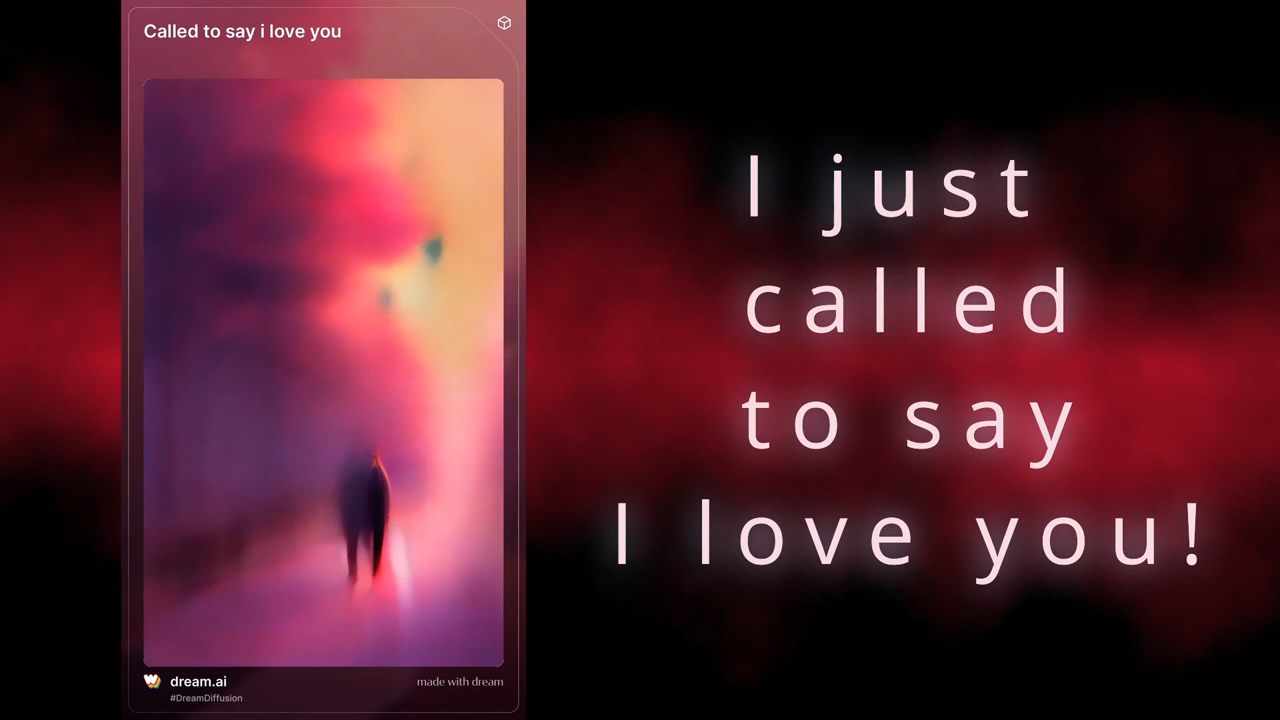 Called to say i love you
dream.ai
#DreamDiffusion
made with dream
I just
called
to say
I love you!